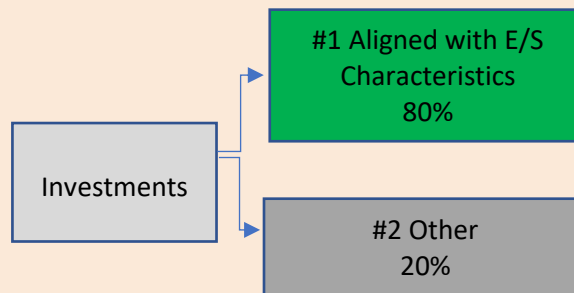 #1 Aligned with E/S
Characteristics
80%
Investments
#2 Other
20%